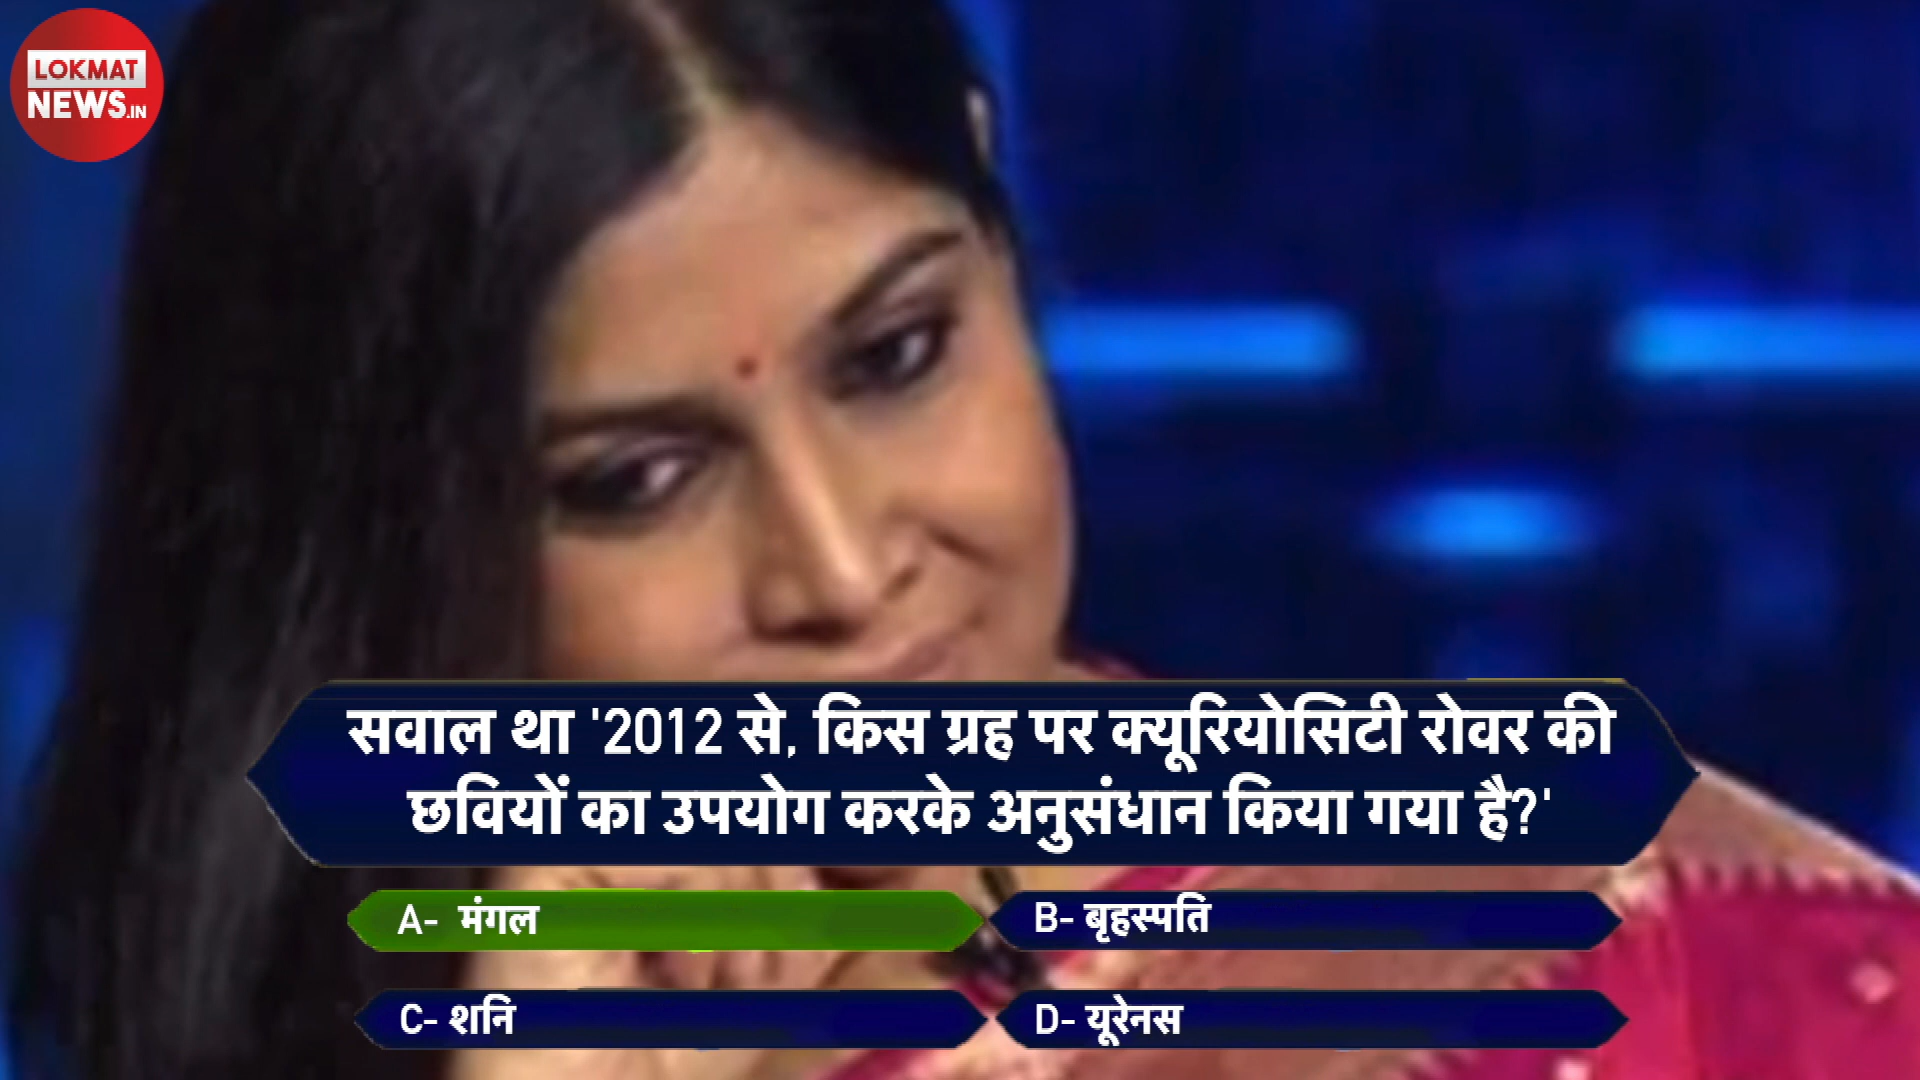 LOKMAT
NEWS.IN
सवाल था '2012 से, किस ग्रह पर क्यूरियोसिटी रोवर की
छवियों का उपयोग करके अनुसंधान किया गया है?'
A- मंगल
B- बृहस्पति
C- शनि
D- यूरेनस